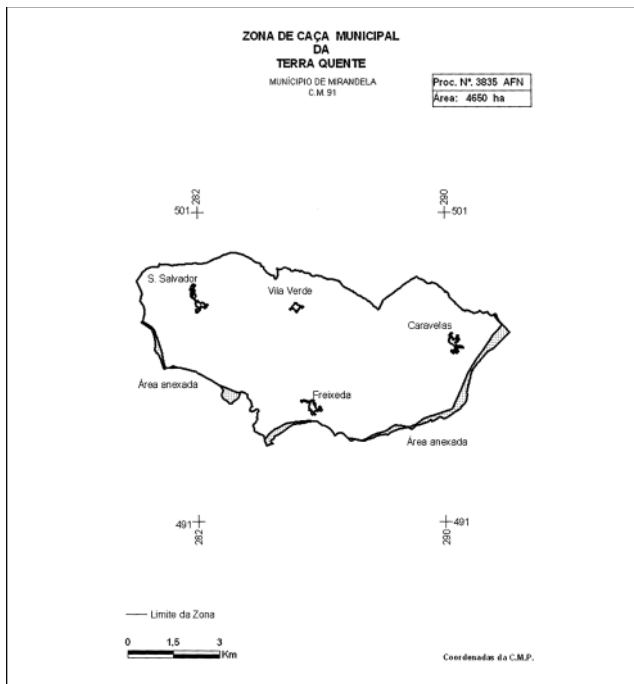 ZONA DE CAÇA MUNICIPAL
DA
TERRA QUENTE
MUNÍCIPIO DE MIRANDELA
C.M. 91
Proc. Nº. 3835 AFN
Área: 4650 ha
282
290
501
501
S. Salvador
Vila Verde
Caravelas
Área anexada
Freixeda
Área anexada
491
491
282
290
Limite da Zona
0 1,5 3
Km
Coordenadas da C.M.P.